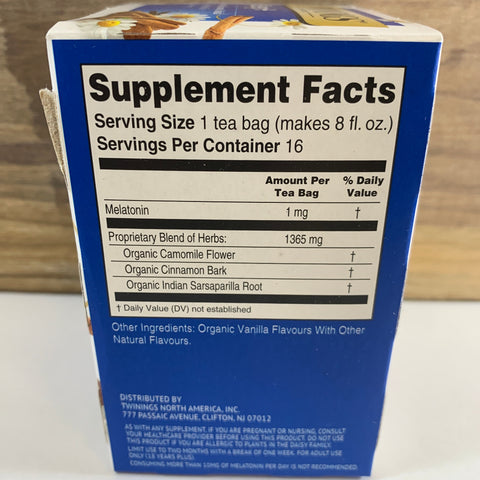 Supplement Facts
Serving Size 1 tea bag (makes 8 fl. oz.)
Servings Per Container 16
Amount Per Tea Bag % Daily Value
Melatonin 1 mg †
Proprietary Blend of Herbs: 1365 mg
Organic Camomile Flower †
Organic Cinnamon Bark †
Organic Indian Sarsaparilla Root †
† Daily Value (DV) not established
Other Ingredients: Organic Vanilla Flavours With Other
Natural Flavours.
DISTRIBUTED BY
TWININGS NORTH AMERICA, INC.
777 PASSAIC AVENUE, CLIFTON, NJ 07012
AS WITH ANY SUPPLEMENT, IF YOU ARE PREGNANT OR NURSING, CONSULT
YOUR HEALTHCARE PROVIDER BEFORE USING THIS PRODUCT. DO NOT USE
THIS PRODUCT IF YOU ARE ALLERGIC TO PLANTS IN THE DAISY FAMILY.
LIMIT USE TO TWO MONTHS WITH A BREAK OF ONE WEEK. FOR ADULT USE
ONLY (18 YEARS PLUS).
CONSUMING MORE THAN 10MG OF MELATONIN PER DAY IS NOT RECOMMENDED.